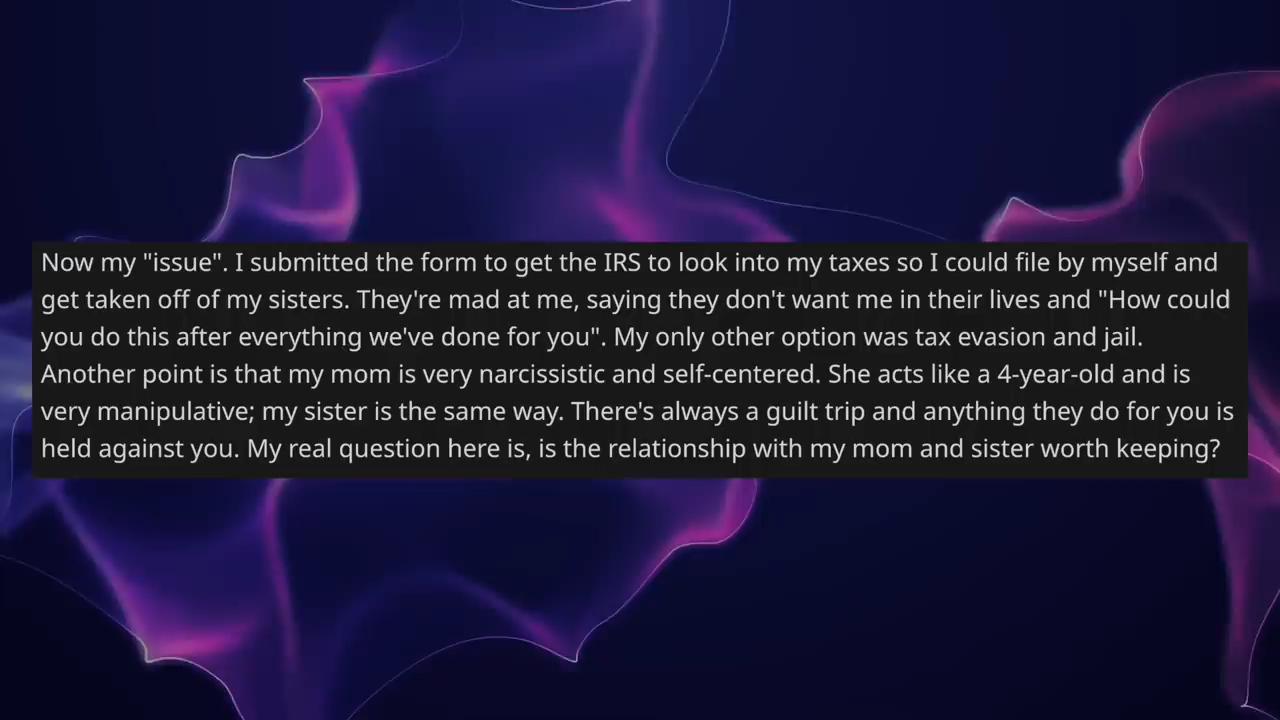 Now my "issue". I submitted the form to get the IRS to look into my taxes so I could file by myself and
get taken off of my sisters. They're mad at me, saying they don't want me in their lives and "How could
you do this after everything we've done for you". My only other option was tax evasion and jail.
Another point is that my mom is very narcissistic and self-centered. She acts like a 4-year-old and is
very manipulative; my sister is the same way. There's always a guilt trip and anything they do for you is
held against you. My real question here is, is the relationship with my mom and sister worth keeping?